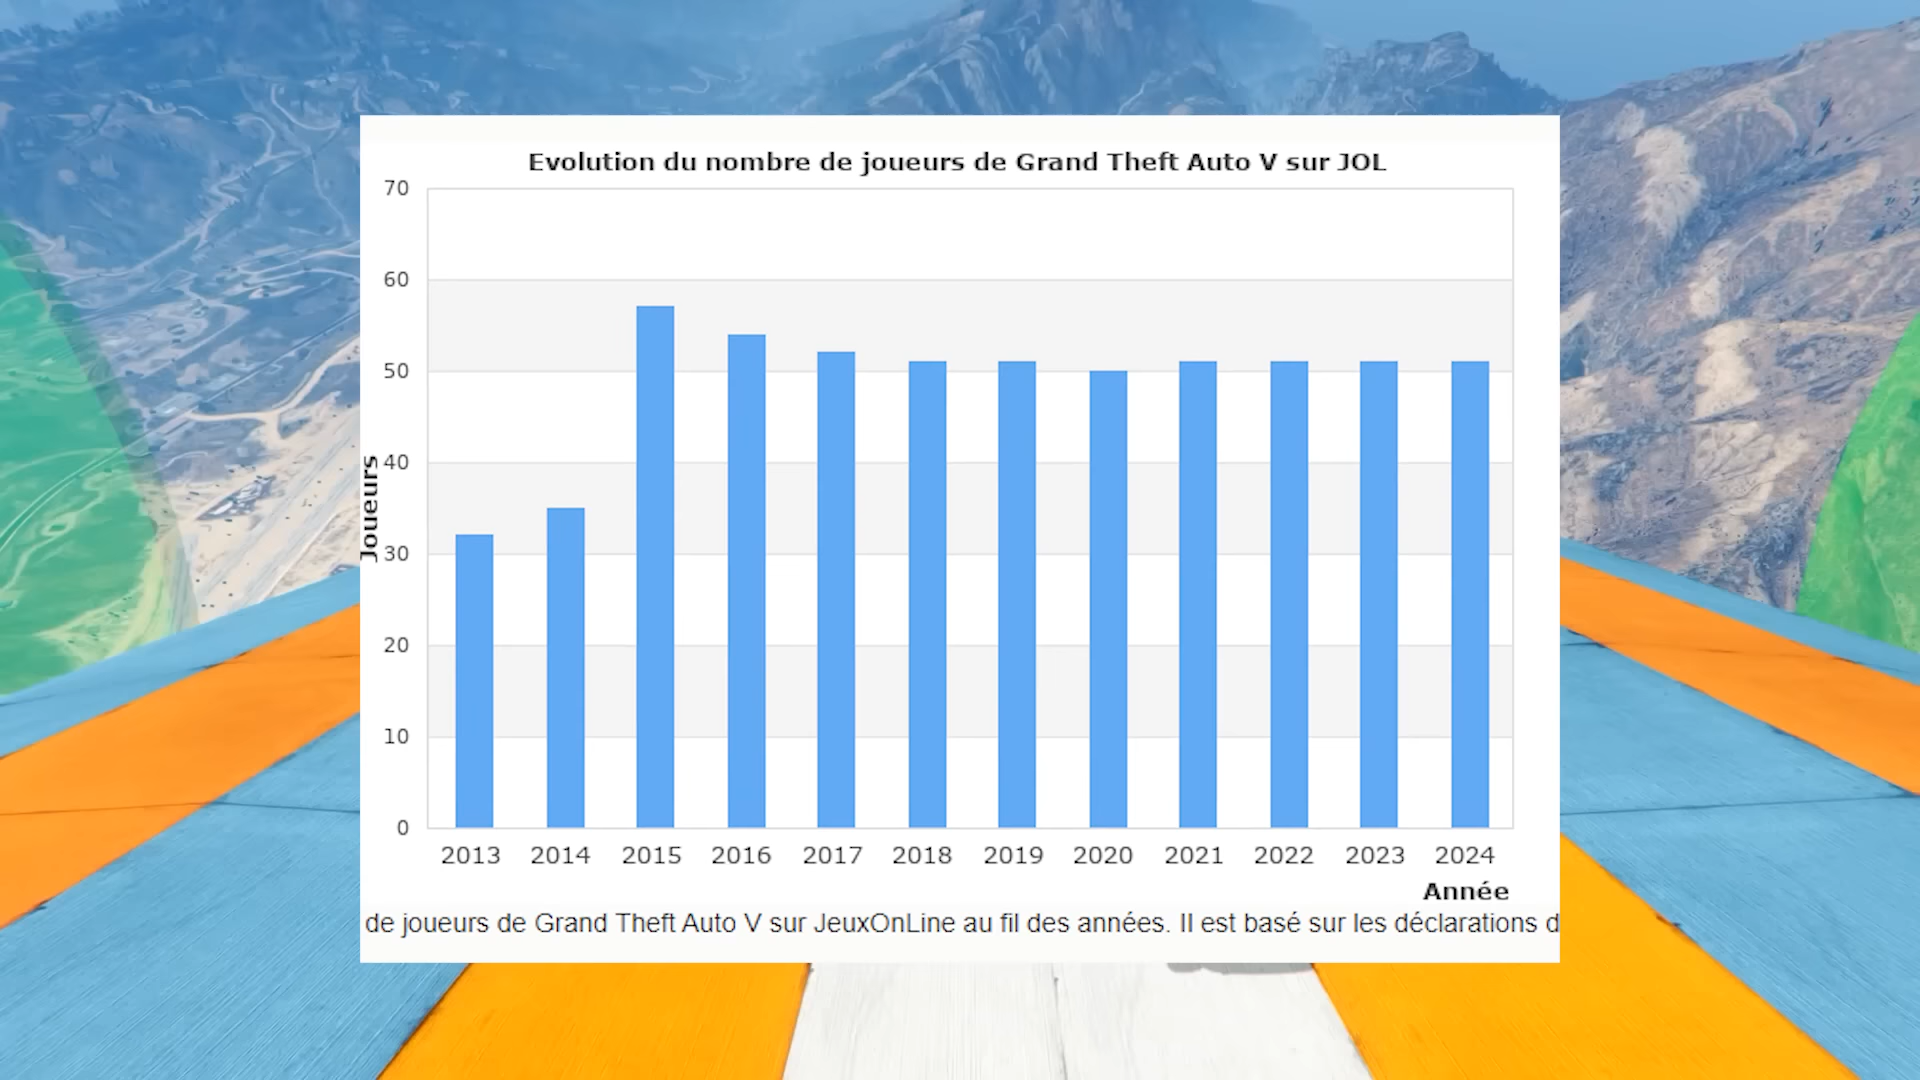 Evolution du nombre de joueurs de Grand Theft Auto V sur JOL
70
60
50
40
30
20
10
0
Joueurs
2013 2014 2015 2016 2017 2018 2019 2020 2021 2022 2023 2024
Année
de joueurs de Grand Theft Auto V sur JeuxOnLine au fil des années. Il est basé sur les déclarations d